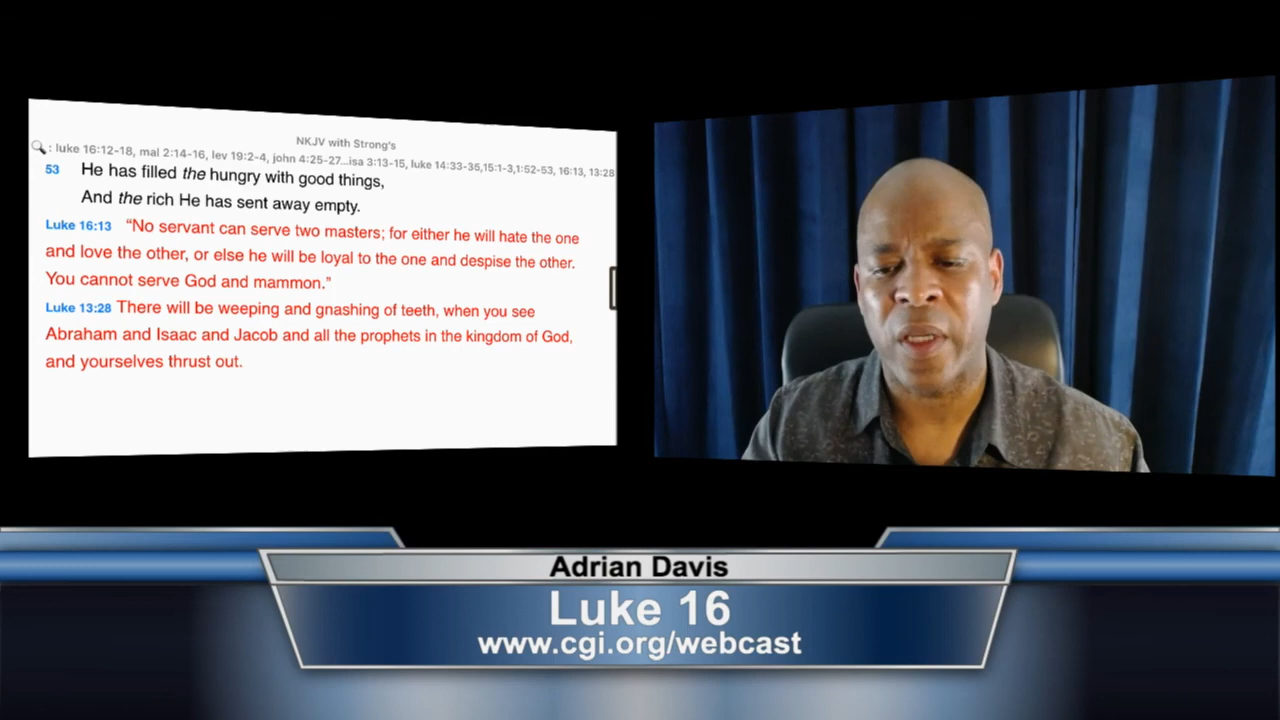 NKJV with Strong's
: luke 16:12-18, mal 2:14-16, lev 19:2-4, john 4:25-27...isa 3:13-15, luke 14:33-35,15:1-3,1:52-53, 16:13, 13:28
53 He has filled the hungry with good things,
And the rich He has sent away empty.
Luke 16:13 “No servant can serve two masters; for either he will hate the one
and love the other, or else he will be loyal to the one and despise the other.
You cannot serve God and mammon.”
Luke 13:28 There will be weeping and gnashing of teeth, when you see
Abraham and Isaac and Jacob and all the prophets in the kingdom of God,
and yourselves thrust out.
Adrian Davis
Luke 16
www.cgi.org/webcast